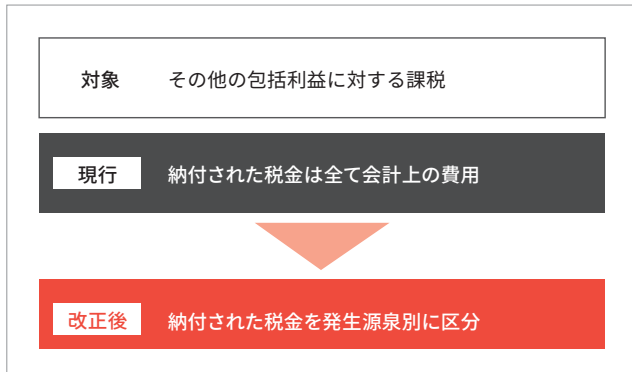 対象 その他の包括利益に対する課税
現行 納付された税金は全て会計上の費用
改正後 納付された税金を発生源泉別に区分